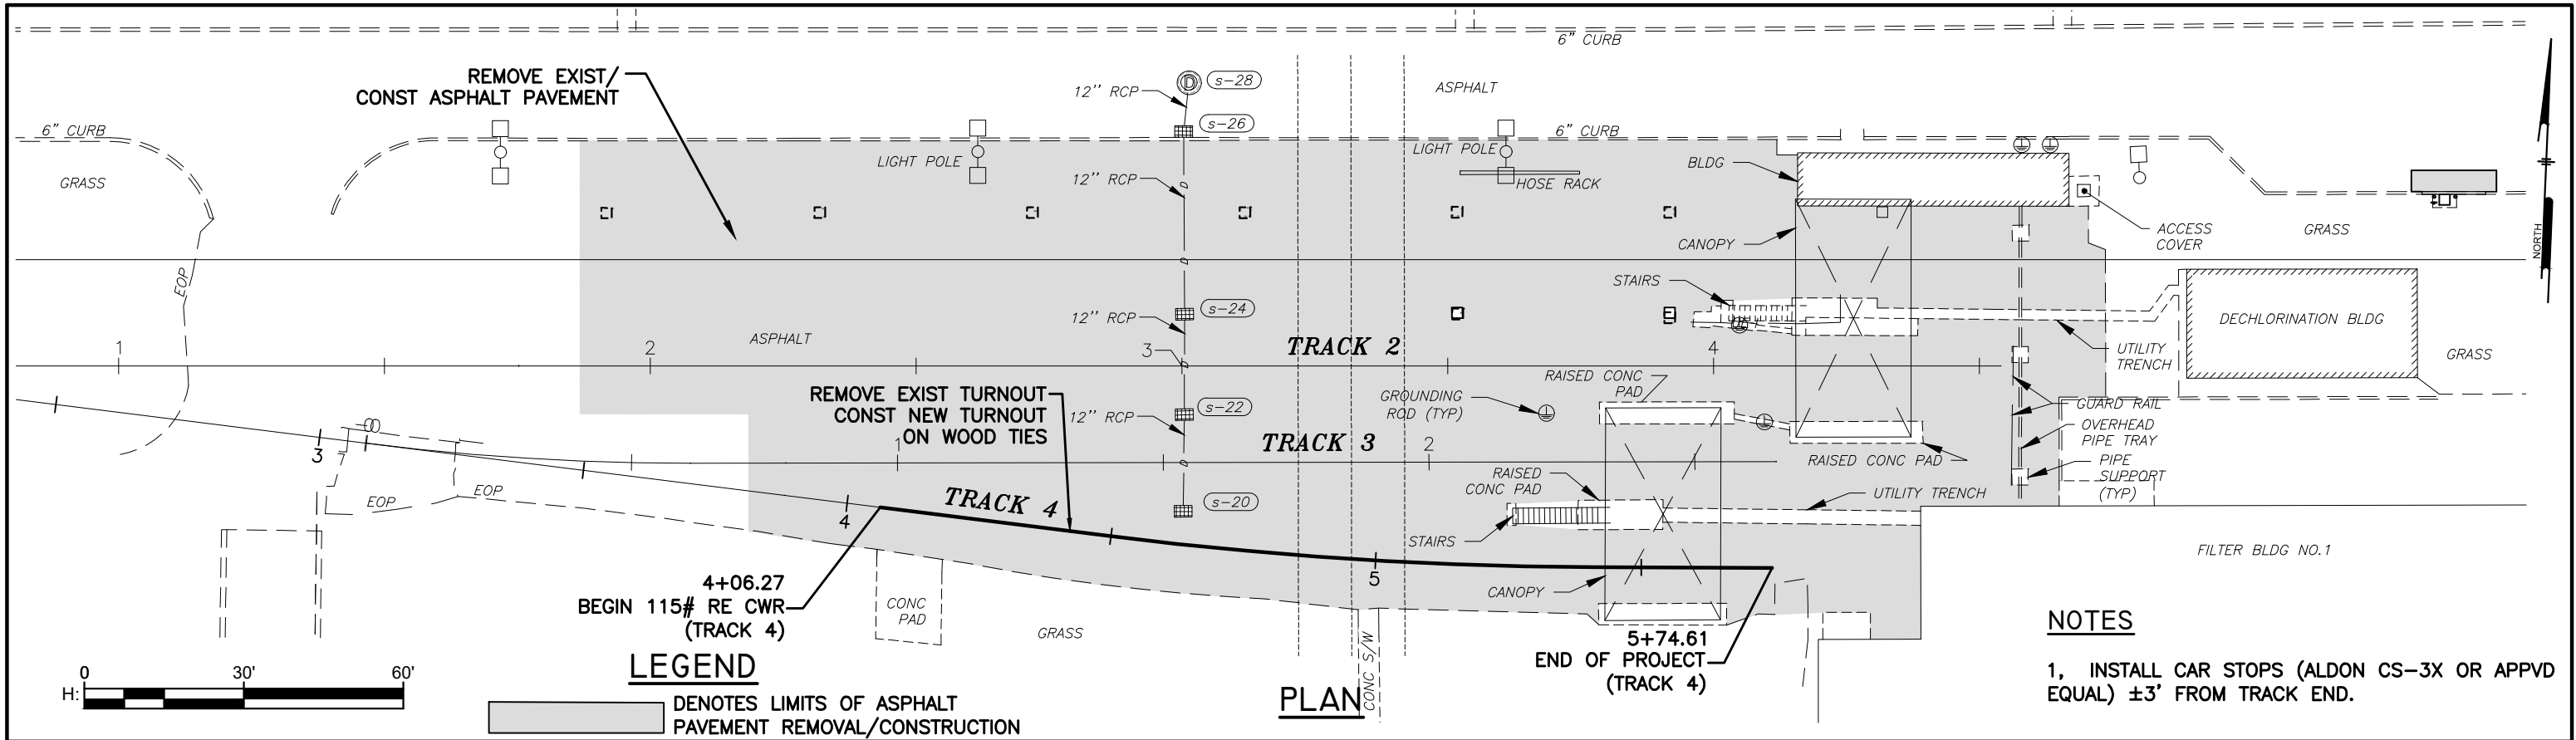 6" CURB
REMOVE EXIST/
CONST ASPHALT PAVEMENT
12'' RCP
D
s-28
ASPHALT
6" CURB
s-26
6" CURB
LIGHT POLE
LIGHT POLE
BLDG
GRASS
12'' RCP
D
HOSE RACK
CANOPY
ACCESS
COVER
GRASS
NORTH
EOP
D
STAIRS
12'' RCP
s-24
DECHLORINATION BLDG
ASPHALT
1
2
3
D
TRACK 2
4
UTILITY
TRENCH
GRASS
REMOVE EXIST TURNOUT
CONST NEW TURNOUT
ON WOOD TIES
RAISED CONC
PAD
GROUNDING
ROD (TYP)
12'' RCP
s-22
GUARD RAIL
OVERHEAD
PIPE TRAY
0
3
1
D
TRACK 3
2
RAISED CONC PAD
PIPE
SUPPORT
(TYP)
RAISED
CONC PAD
EOP
EOP
TRACK 4
4
s-20
UTILITY TRENCH
STAIRS
FILTER BLDG NO.1
5
4+06.27
BEGIN 115# RE CWR
(TRACK 4)
CONC
PAD
GRASS
CANOPY
CONC S/W
5+74.61
END OF PROJECT
(TRACK 4)
NOTES
1, INSTALL CAR STOPS (ALDON CS-3X OR APPVD
EQUAL) ±3' FROM TRACK END.
0
30'
60'
H:
LEGEND
DENOTES LIMITS OF ASPHALT
PAVEMENT REMOVAL/CONSTRUCTION
PLAN